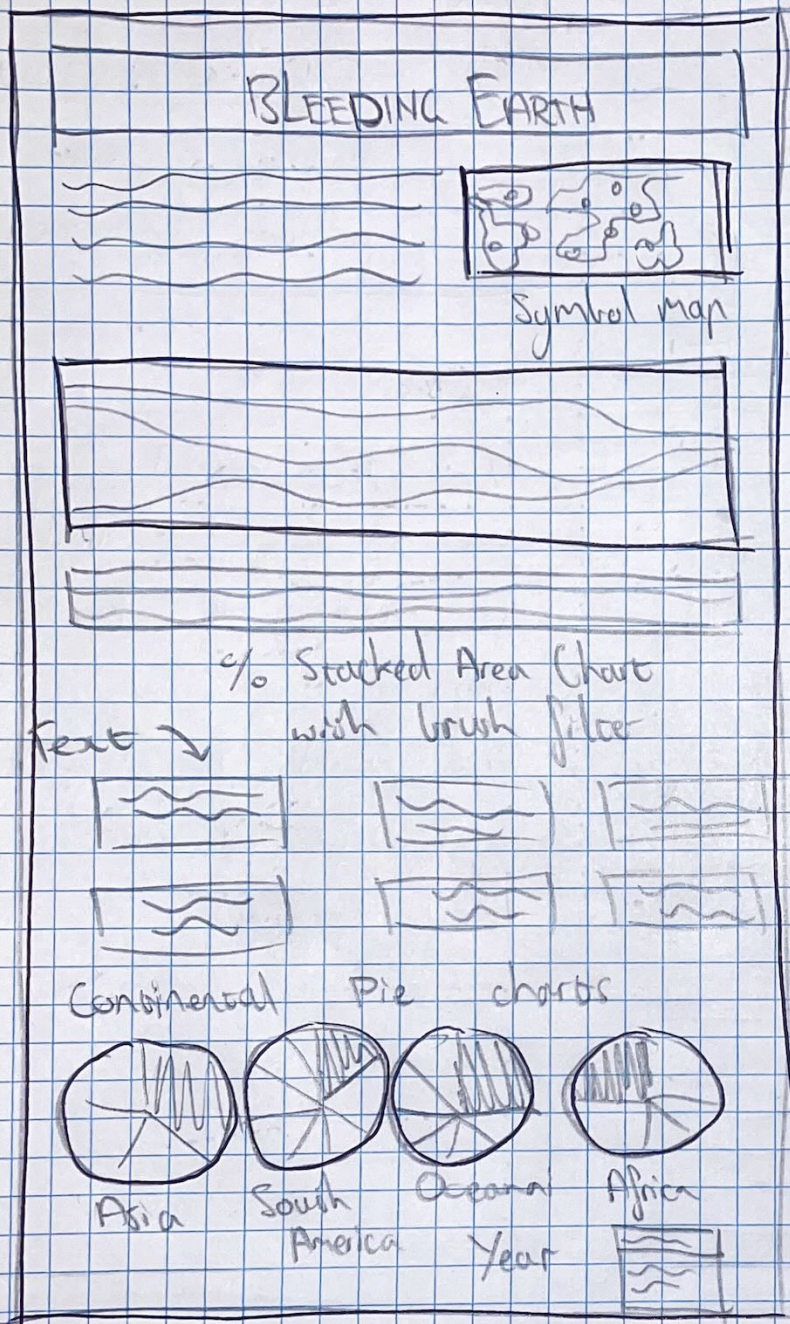 BLEEDING EARTH
Symbol map
% Stacked Area Chart
with brush filter
Text
Continental Pie charts
Asia
South
America
Oceania
Africa
Year